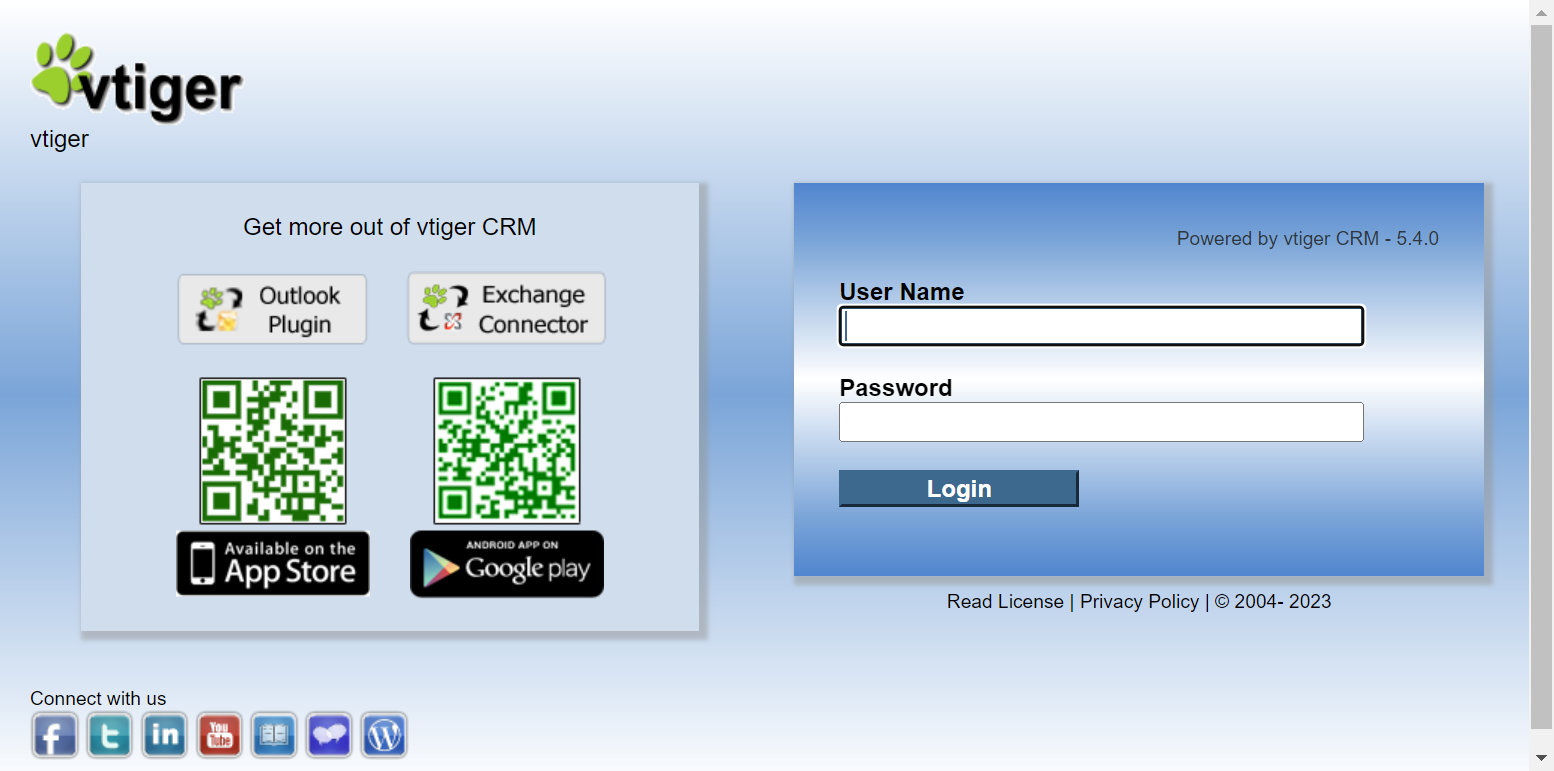 vtiger
vtiger
Get more out of vtiger CRM
Outlook
Plugin
Exchange
Connector
Available on the
App Store
ANDROID APP ON
Google play
Powered by vtiger CRM - 5.4.0
User Name
Password
Login
Read License | Privacy Policy | © 2004- 2023
Connect with us
f
t
in
You
Tube
W